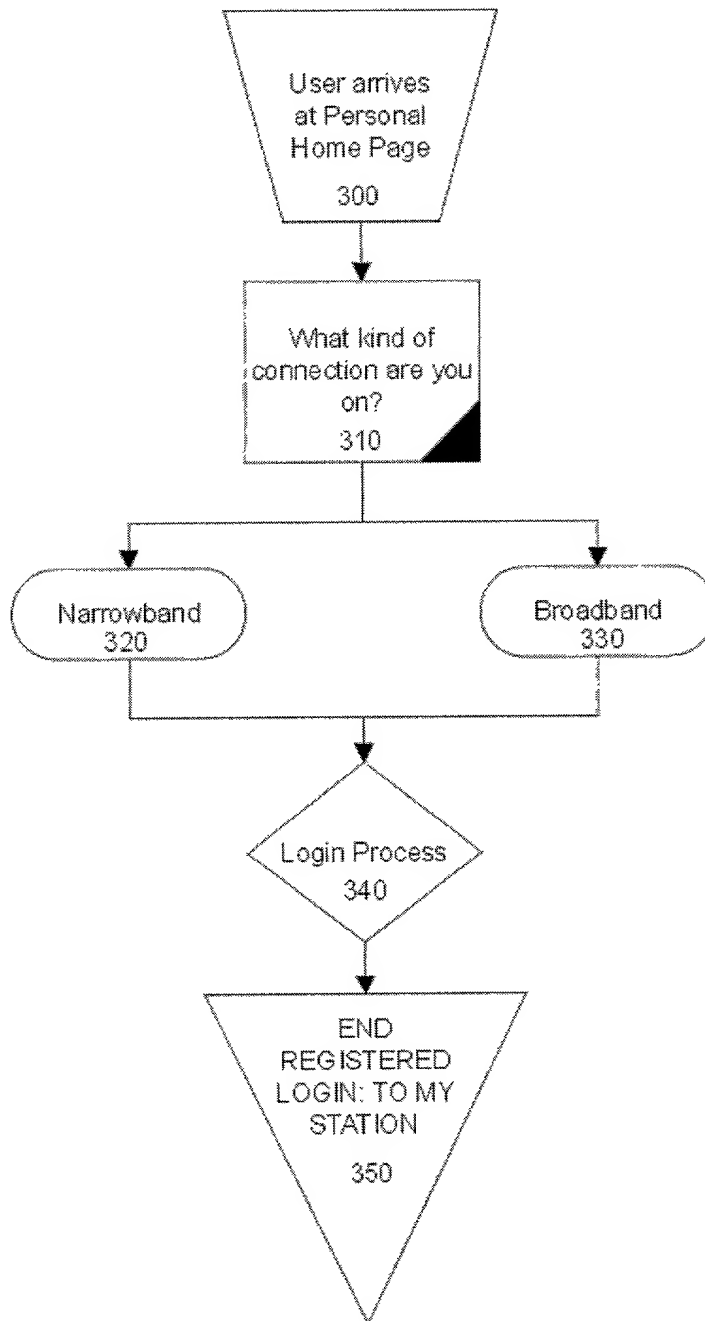 User arrives
at Personal
Home Page
300
What kind of
connection are you
on?
310
Narrowband
320
Broadband
330
Login Process
340
END
REGISTERED
LOGIN: TO MY
STATION
350